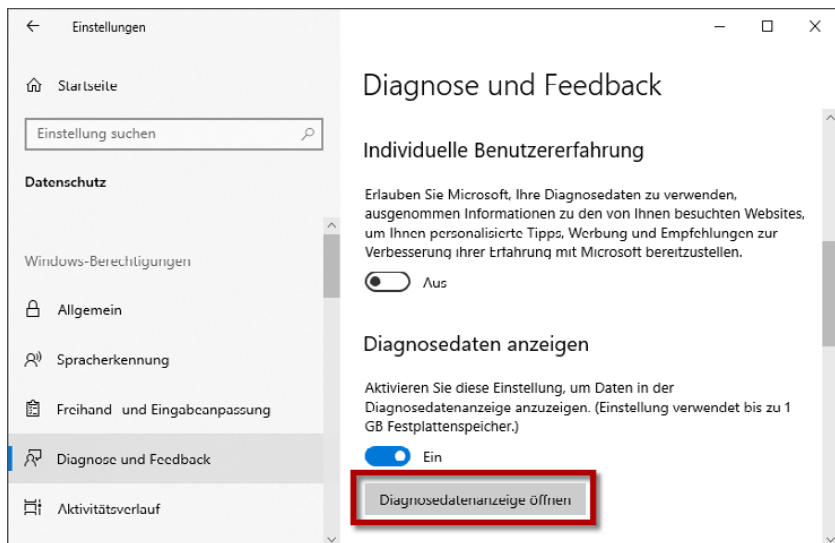 Einstellungen
Startseite
Einstellung suchen
Datenschutz
Windows-Berechtigungen
Allgemein
Spracherkennung
Freihand- und Eingabeanpassung
Diagnose und Feedback
Aktivitätsverlauf
Diagnose und Feedback
Individuelle Benutzererfahrung
Erlauben Sie Microsoft, Ihre Diagnosedaten zu verwenden,
ausgenommen Informationen zu den von Ihnen besuchten Websites,
um Ihnen personalisierte Tipps, Werbung und Empfehlungen zur
Verbesserung ihrer Erfahrung mit Microsoft bereitzustellen.
Aus
Diagnosedaten anzeigen
Aktivieren Sie diese Einstellung, um Daten in der
Diagnosedatenanzeige anzuzeigen. (Einstellung verwendet bis zu 1
GB Festplattenspeicher.)
Ein
Diagnosedatenanzeige öffnen